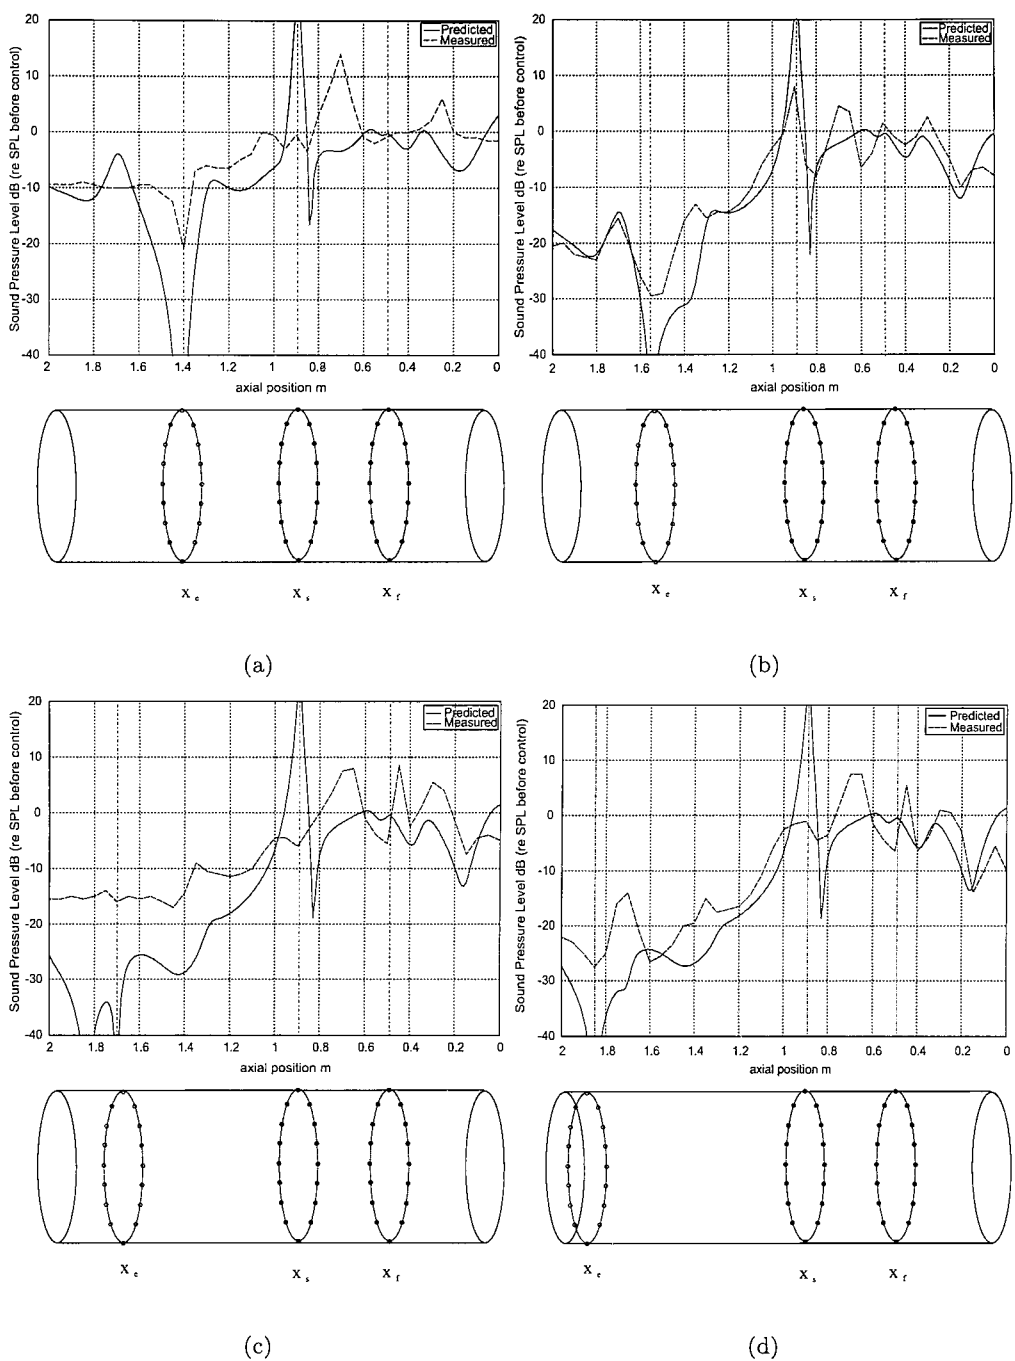 20
10
0
-10
-20
-30
-40
Sound Pressure Level dB (re SPL before control)
Predicted
Measured
2 1.8 1.6 1.4 1.2 1 0.8 0.6 0.4 0.2 0
axial position m
x e x s x f
(a)
20
10
0
-10
-20
-30
-40
Sound Pressure Level dB (re SPL before control)
Predicted
Measured
2 1.8 1.6 1.4 1.2 1 0.8 0.6 0.4 0.2 0
axial position m
x e x s x f
(b)
20
10
0
-10
-20
-30
-40
Sound Pressure Level dB (re SPL before control)
Predicted
Measured
2 1.8 1.6 1.4 1.2 1 0.8 0.6 0.4 0.2 0
axial position m
x e x s x f
(c)
20
10
0
-10
-20
-30
-40
Sound Pressure Level dB (re SPL before control)
Predicted
Measured
2 1.8 1.6 1.4 1.2 1 0.8 0.6 0.4 0.2 0
axial position m
x e x s x f
(d)